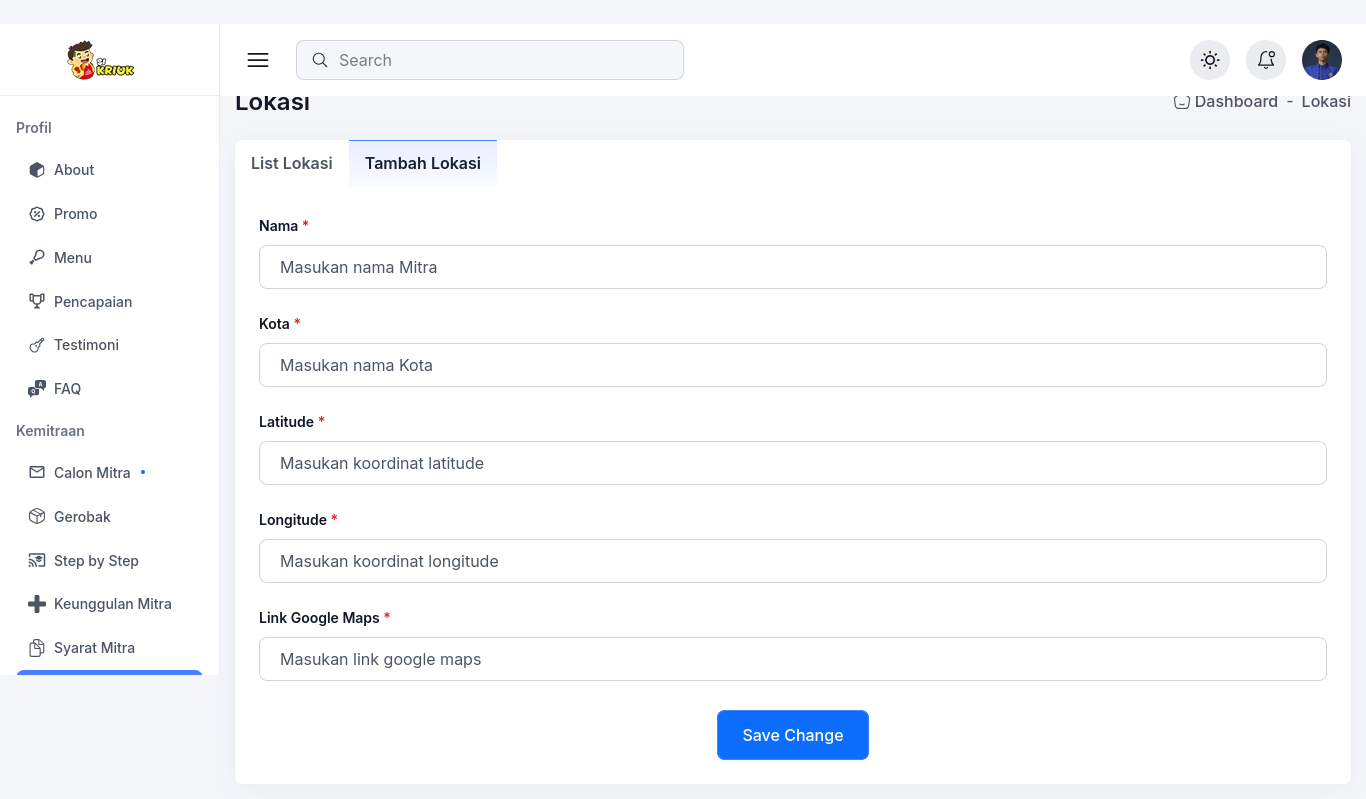 SI
KRIUK
Search
Lokasi
Dashboard - Lokasi
Profil
About
Promo
Menu
Pencapaian
Testimoni
FAQ
Kemitraan
Calon Mitra
Gerobak
Step by Step
Keunggulan Mitra
Syarat Mitra
List Lokasi
Tambah Lokasi
Nama *
Masukan nama Mitra
Kota *
Masukan nama Kota
Latitude *
Masukan koordinat latitude
Longitude *
Masukan koordinat longitude
Link Google Maps *
Masukan link google maps
Save Change